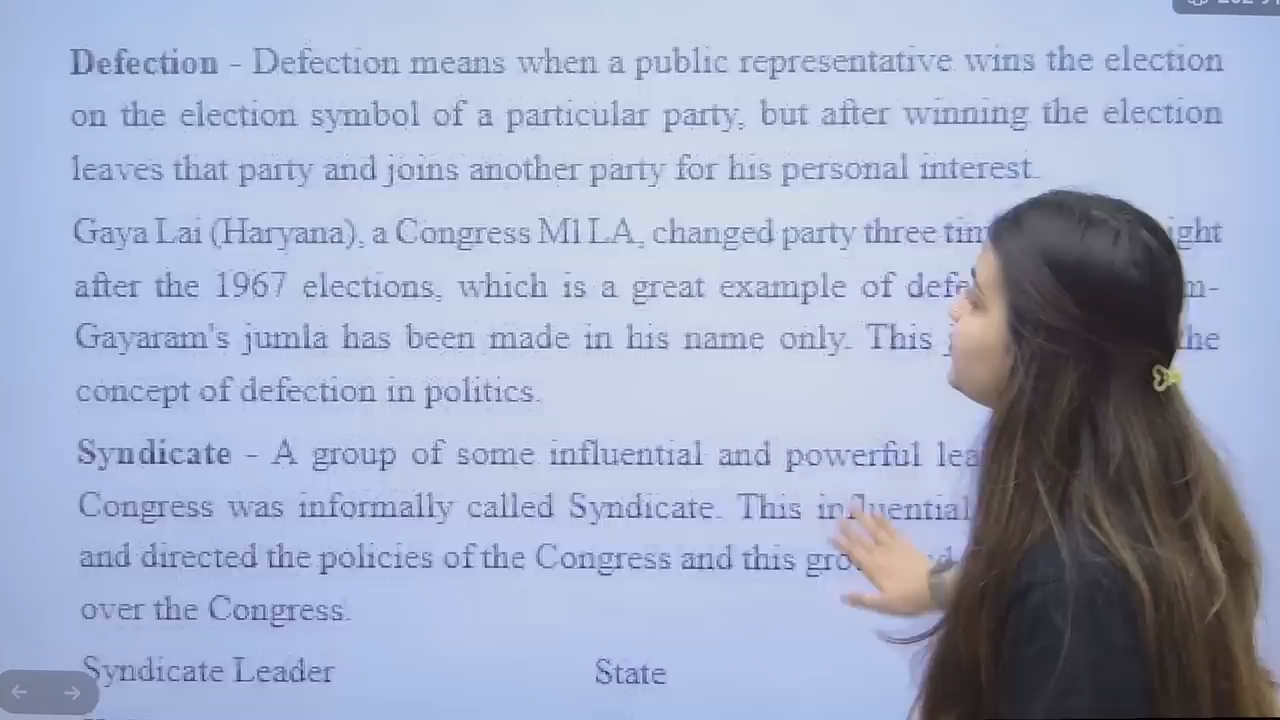 Defection - Defection means when a public representative wins the election
on the election symbol of a particular party, but after winning the election
leaves that party and joins another party for his personal interest.
Gaya Lai (Haryana), a Congress M1LA, changed party three
after the 1967 elections, which is a great example of
Gayaram's jumla has been made in his name only. This
concept of defection in politics.
Syndicate - A group of some influential and powerful
Congress was informally called Syndicate. This influential
and directed the policies of the Congress and this
over the Congress.
Syndicate Leader State